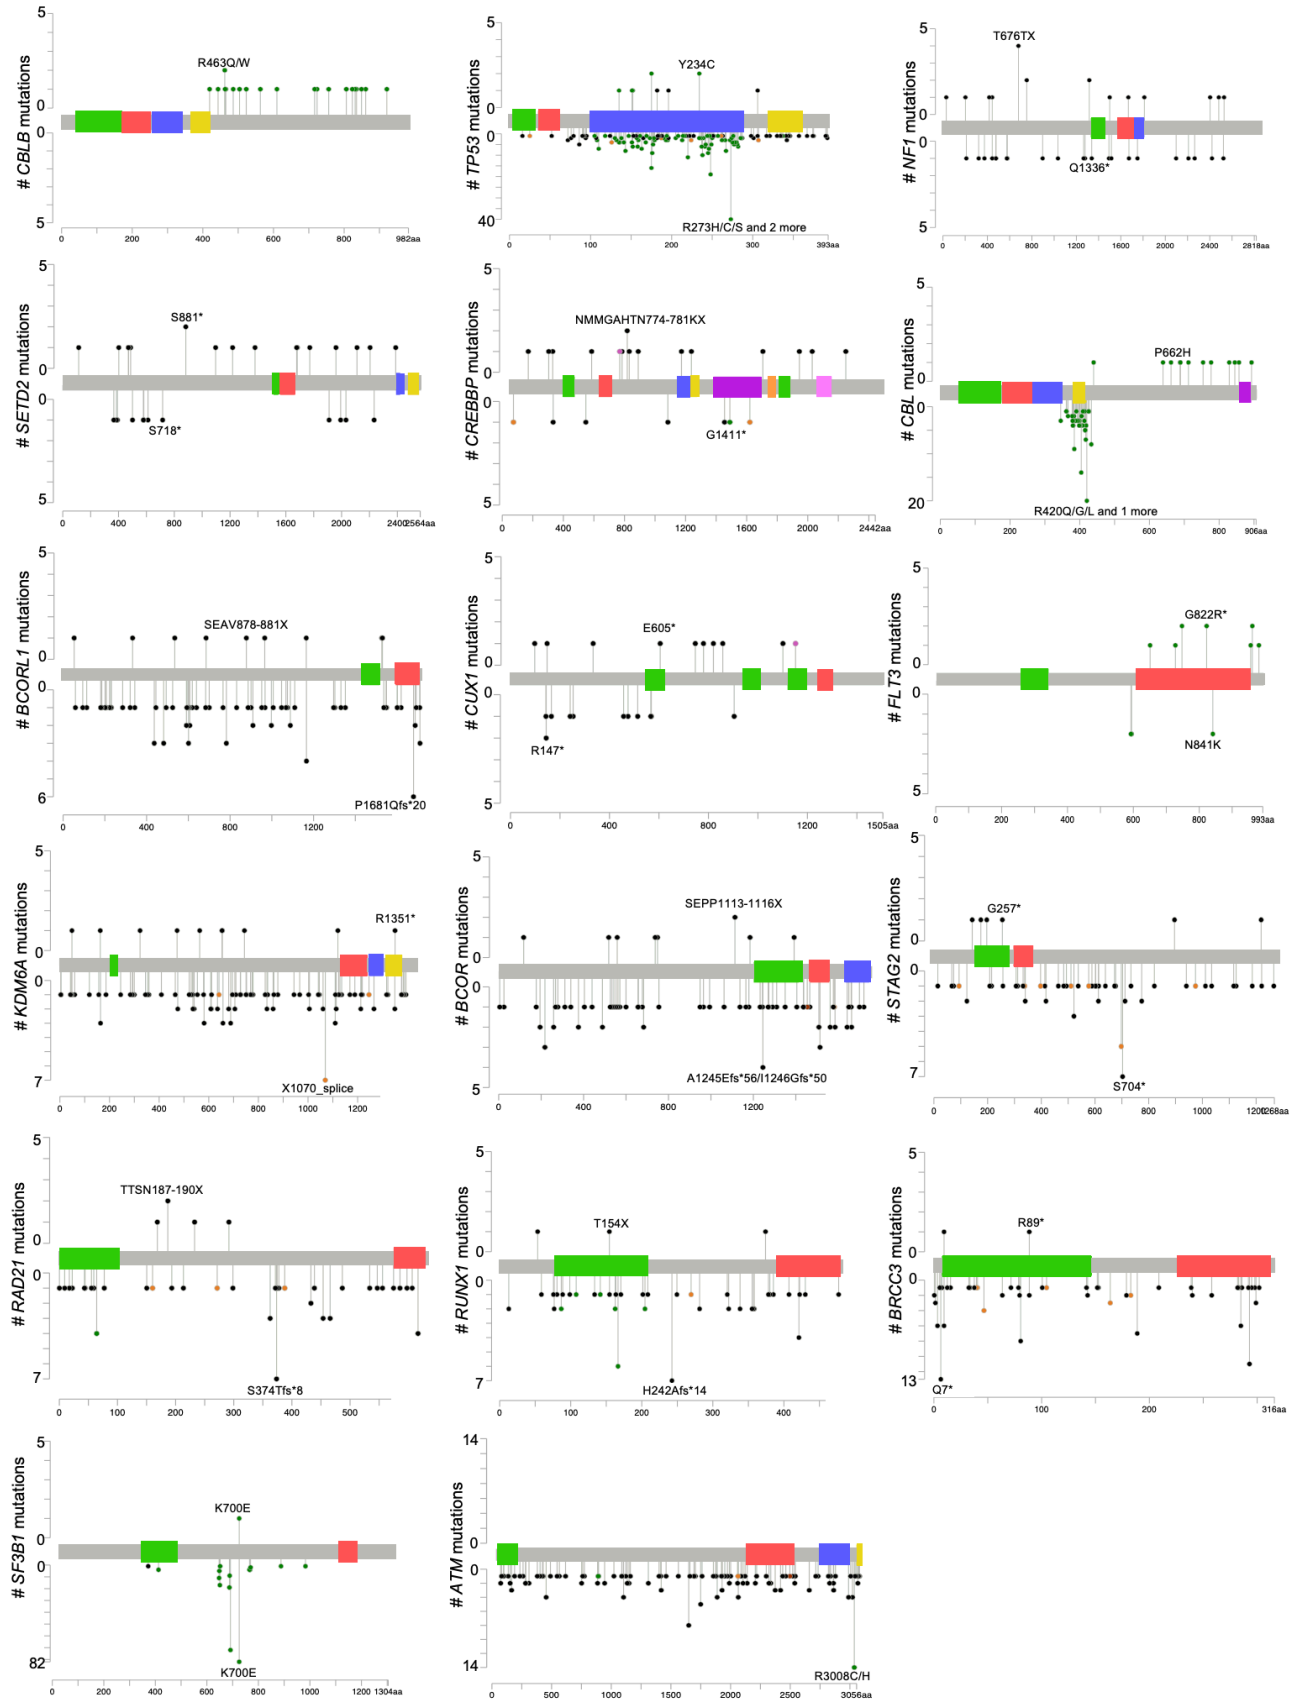 # CBLB mutations
5
0
0
5
R463Q/W
0 200 400 600 800 982aa
# TP53 mutations
5
0
0
40
Y234C
R273H/C/S and 2 more
0 100 200 300 393aa
# NF1 mutations
5
0
0
5
T676TX
Q1336*
0 400 800 1200 1600 2000 2400 2818aa
# SETD2 mutations
5
0
0
5
S881*
S718*
0 400 800 1200 1600 2000 2400 2564aa
# CREBBP mutations
5
0
0
5
NMMGAHTN774-781KX
G1411*
0 400 800 1200 1600 2000 2442aa
# CBL mutations
5
0
0
20
P662H
R420Q/G/L and 1 more
0 200 400 600 800 906aa
# BCORL1 mutations
5
0
0
6
SEAV878-881X
P1681Qfs*20
0 400 800 1200
# CUX1 mutations
5
0
0
5
E605*
R147*
0 400 800 1200 1505aa
# FLT3 mutations
5
0
0
5
G822R*
N841K
0 200 400 600 800 993aa
# KDM6A mutations
5
0
0
7
R1351*
X1070_splice
0 200 400 600 800 1000 1200
# BCOR mutations
5
0
0
5
SEPP1113-1116X
A1245Efs*56/I1246Gfs*50
0 200 400 600 800 1200
# STAG2 mutations
5
0
0
7
G257*
S704*
0 200 400 600 800 1000 1200 1268aa
# RAD21 mutations
5
0
0
7
TTSN187-190X
S374Tfs*8
0 100 200 300 400 500
# RUNX1 mutations
5
0
0
7
T154X
H242Afs*14
0 100 200 300 400
# BRCC3 mutations
5
0
0
13
R89*
Q7*
0 100 200 316aa
# SF3B1 mutations
5
0
0
82
K700E
K700E
0 200 400 600 800 1000 1200 1304aa
# ATM mutations
14
0
0
14
R3008C/H
0 500 1000 1500 2000 2500 3056aa